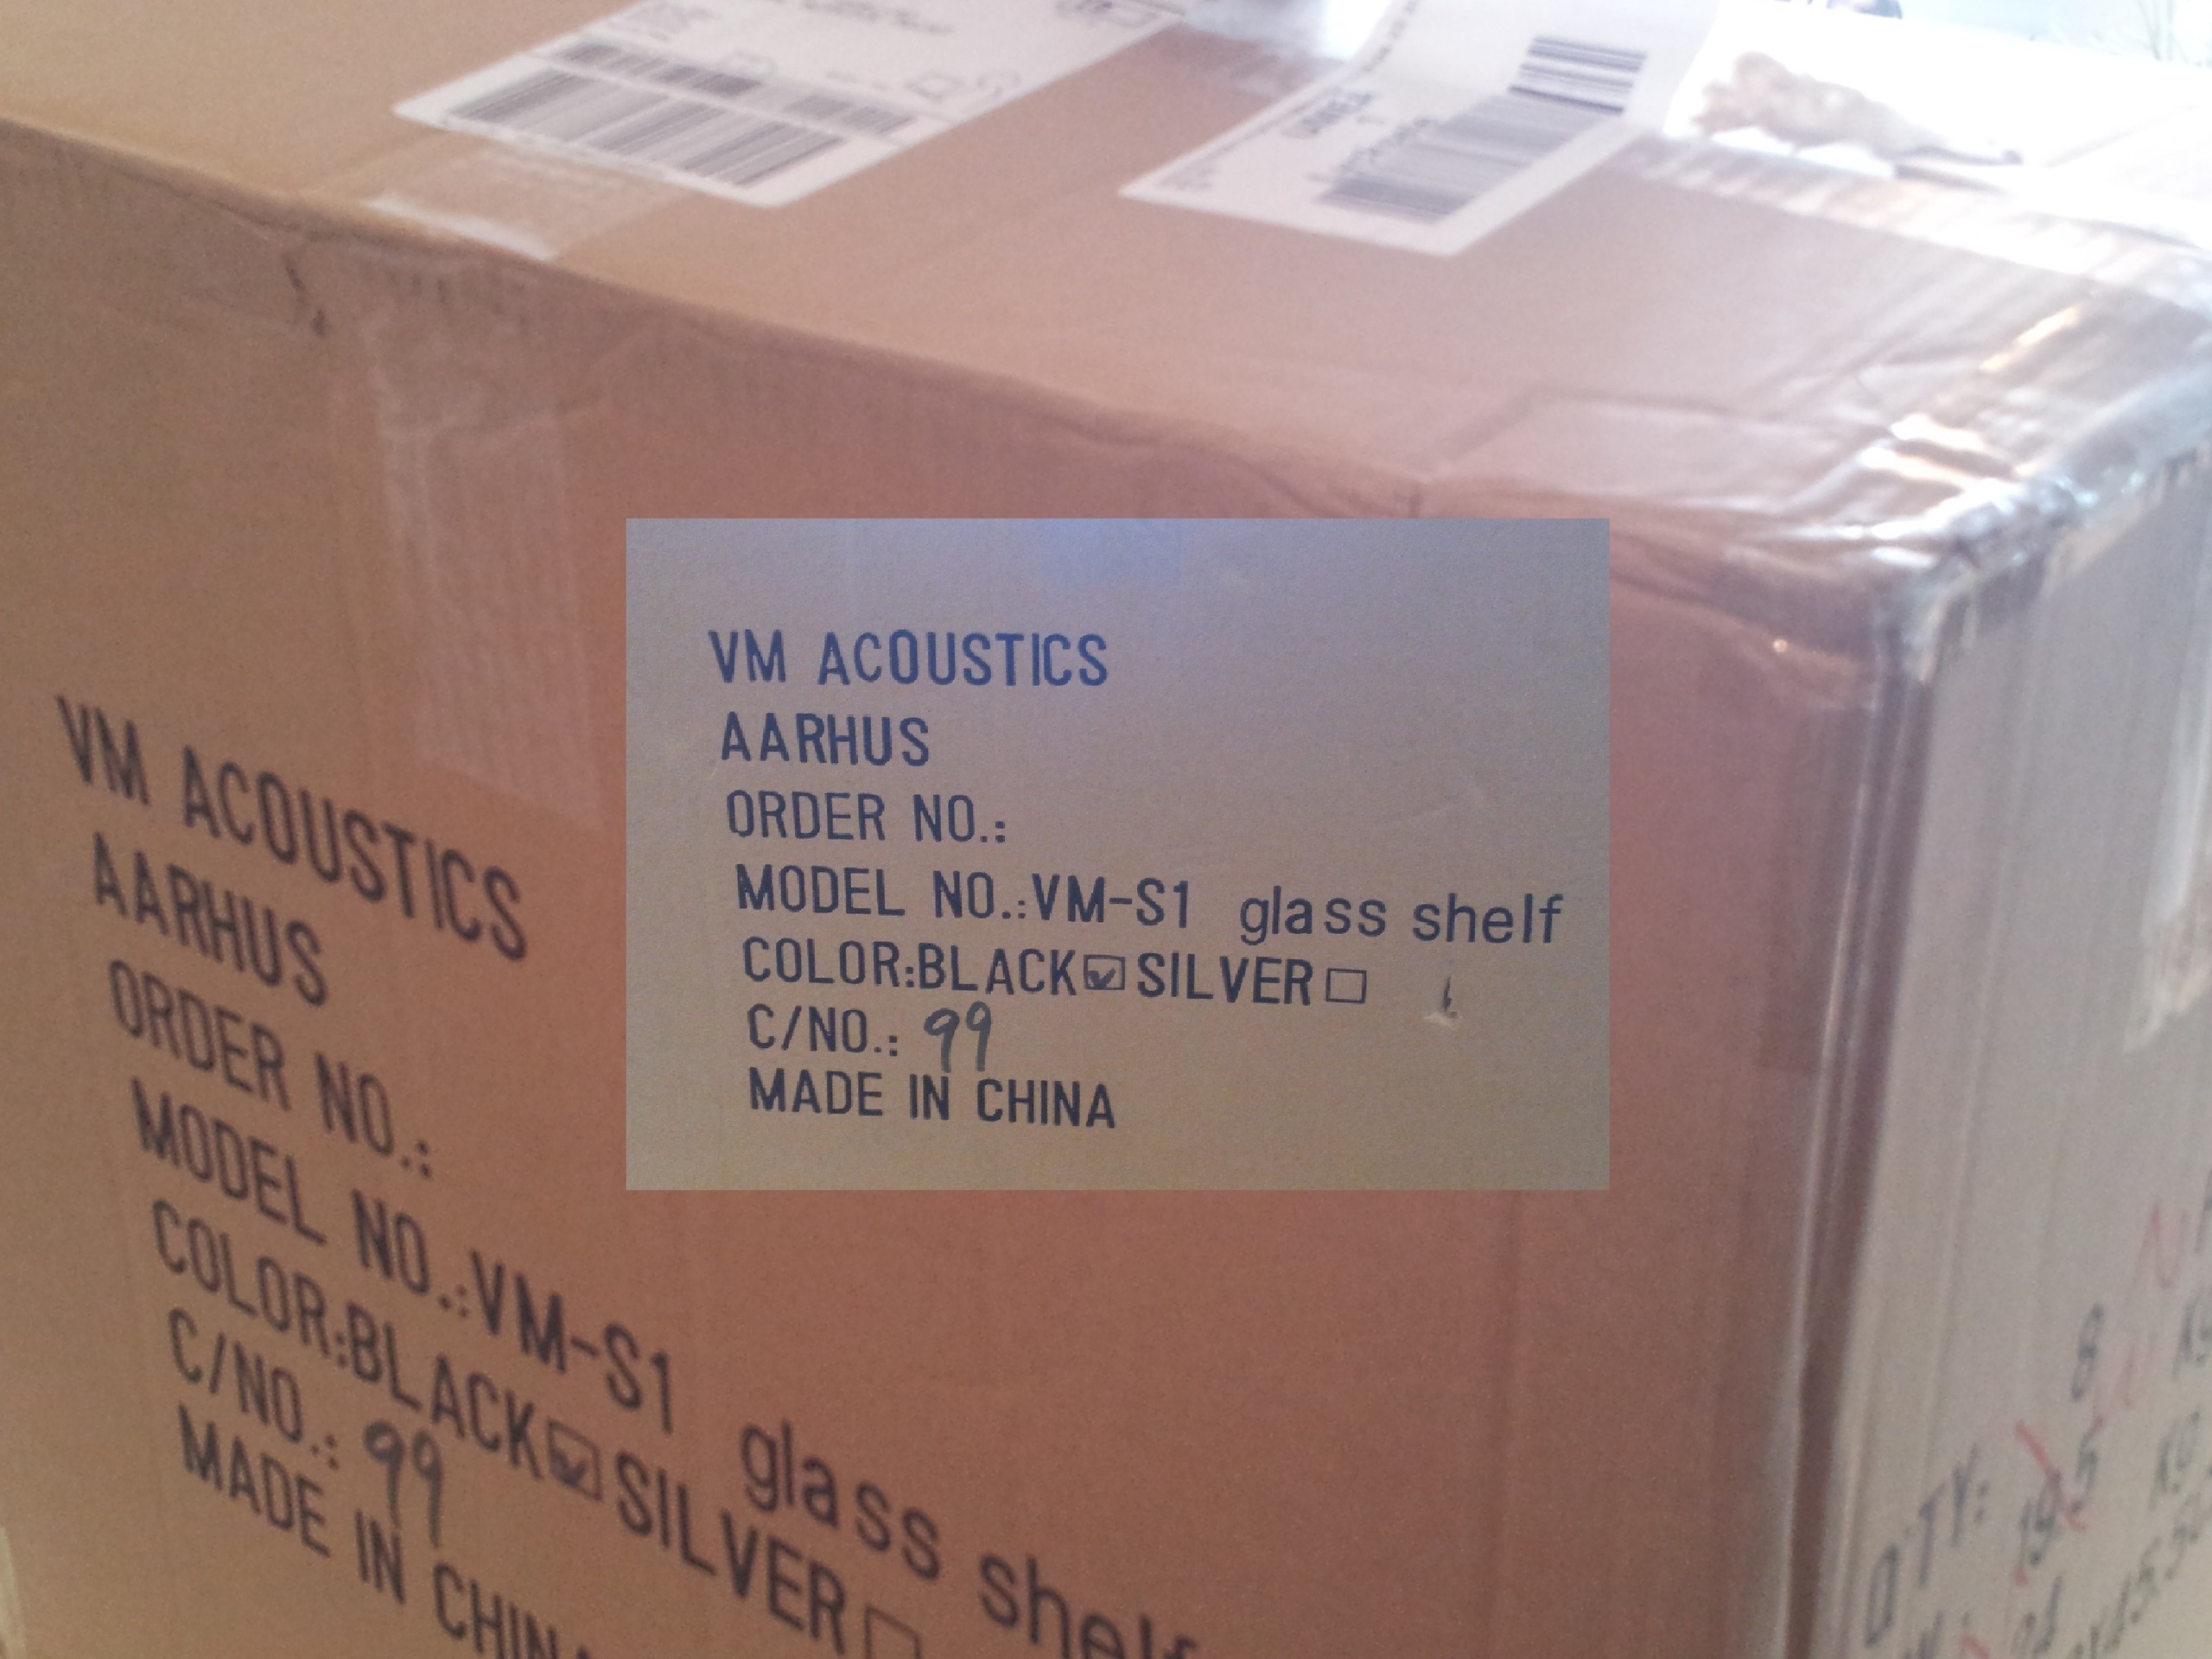 VM ACOUSTICS
AARHUS
ORDER NO.:
MODEL NO.:VM-S1 glass shelf
COLOR:BLACK☑SILVER☐
C/NO.: 99
MADE IN CHINA
VM ACOUSTICS
AARHUS
ORDER NO.:
MODEL NO.:VM-S1 glass shelf
COLOR:BLACK☑SILVER☐
C/NO.: 99
MADE IN CHINA
Q'TY:
8